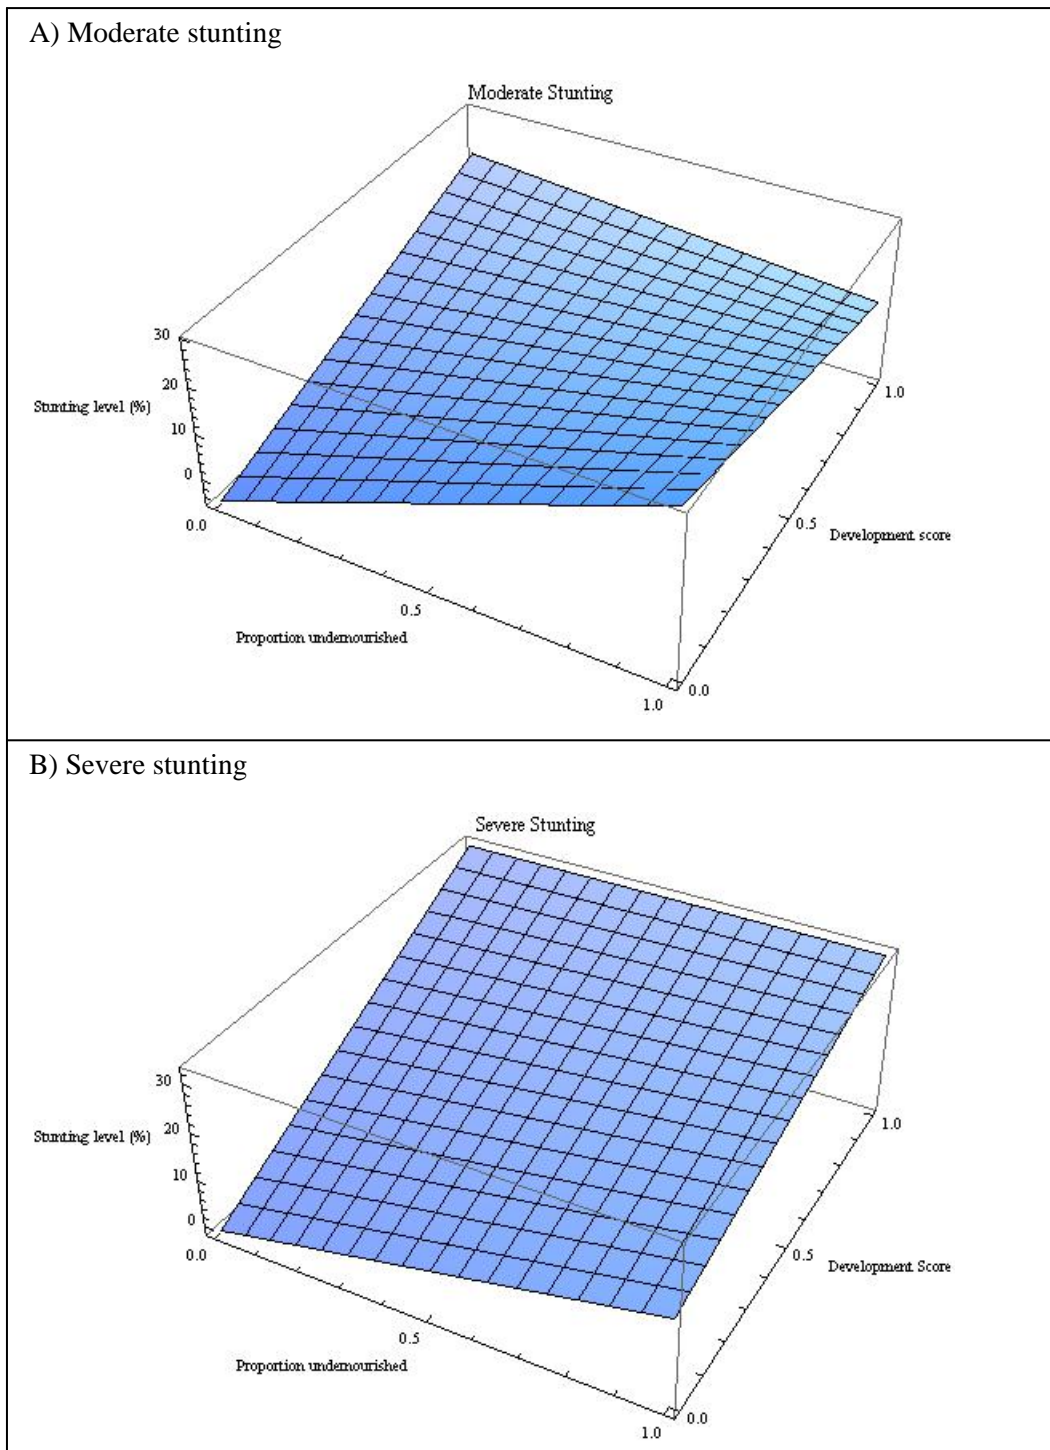 A) Moderate stunting
Moderate Stunting
30
20
Stunting level (%)
10
0
0.0
0.5
Proportion undernourished
1.0
0.0
0.5
Development score
1.0
B) Severe stunting
Severe Stunting
30
20
Stunting level (%)
10
0
0.0
0.5
Proportion undernourished
1.0
0.0
0.5
Development Score
1.0